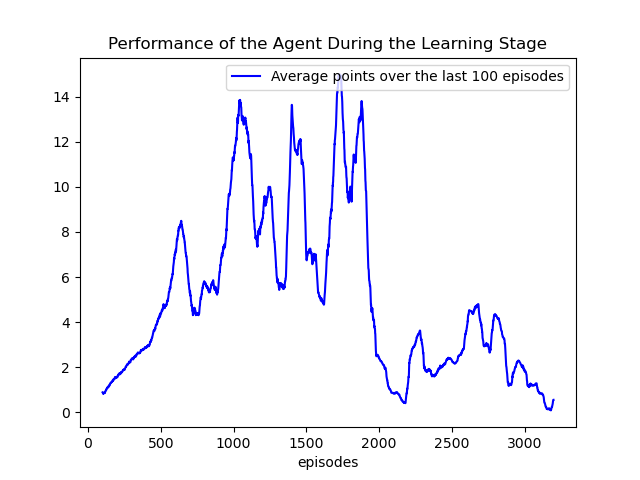 Performance of the Agent During the Learning Stage
Average points over the last 100 episodes
14
12
10
8
6
4
2
0
0 500 1000 1500 2000 2500 3000
episodes